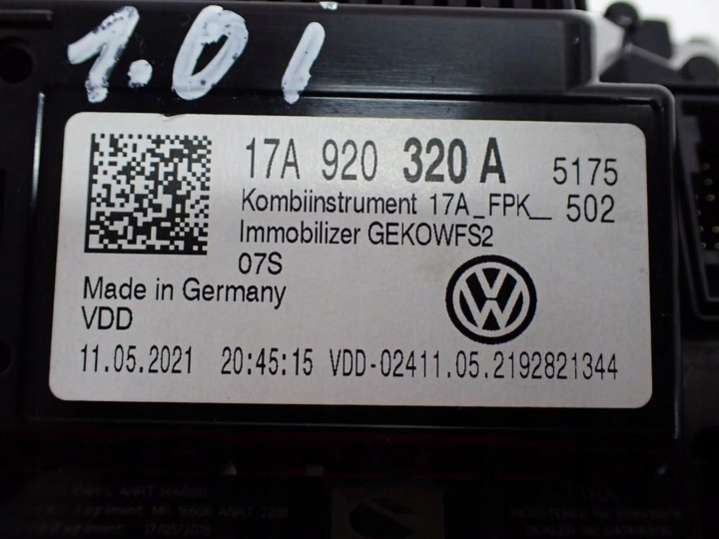 1.0 i
17A 920 320 A 5175
Kombiinstrument 17A_FPK_ 502
Immobilizer GEKOWFS2
07S
Made in Germany
VDD
11.05.2021 20:45:15 VDD-02411.05.2192821344